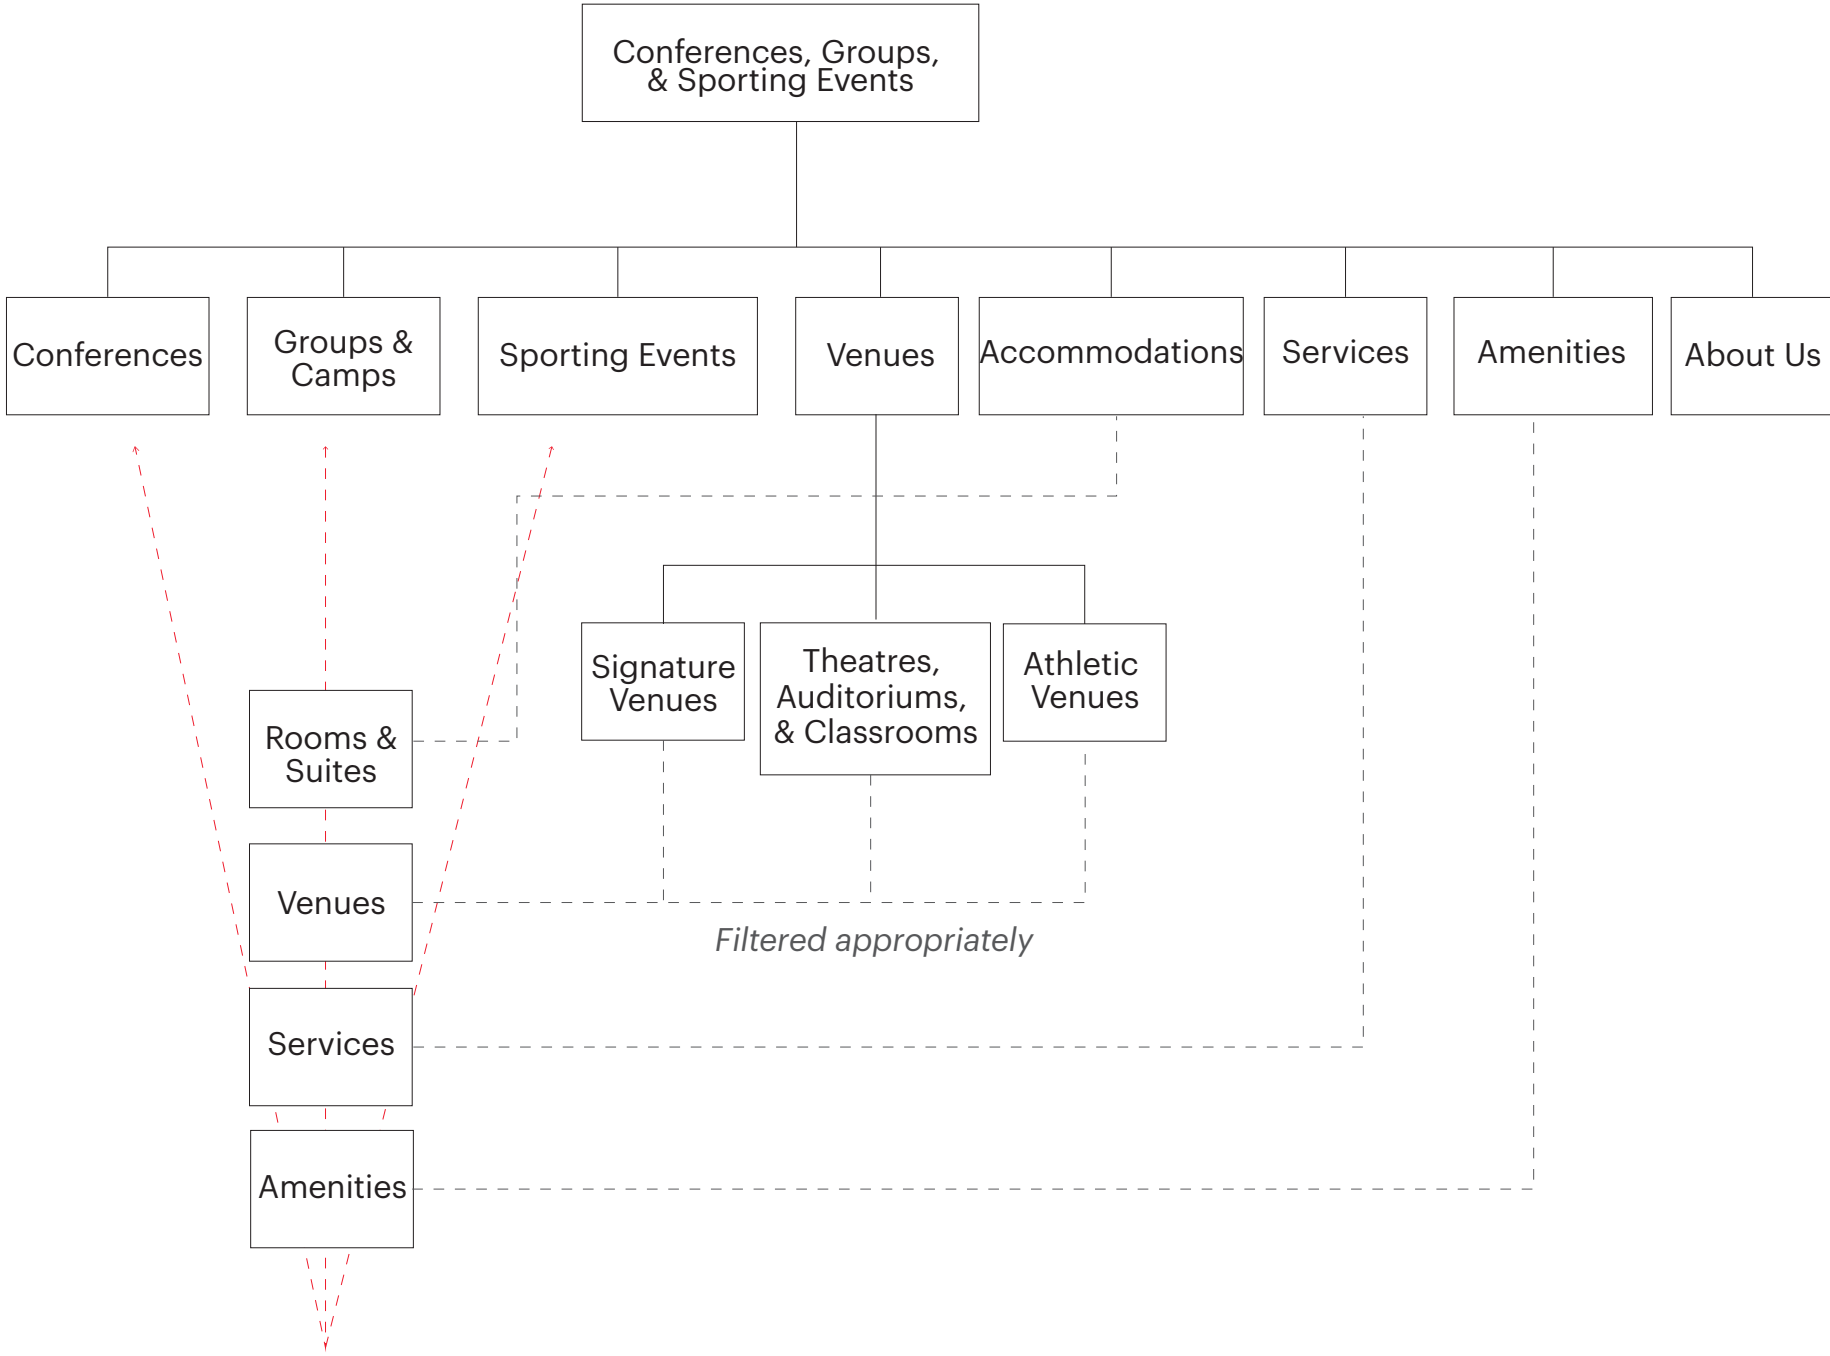 Conferences, Groups,
& Sporting Events
Conferences
Groups &
Camps
Sporting Events
Venues
Accommodations
Services
Amenities
About Us
Signature
Venues
Theatres,
Auditoriums,
& Classrooms
Athletic
Venues
Rooms &
Suites
Venues
Filtered appropriately
Services
Amenities